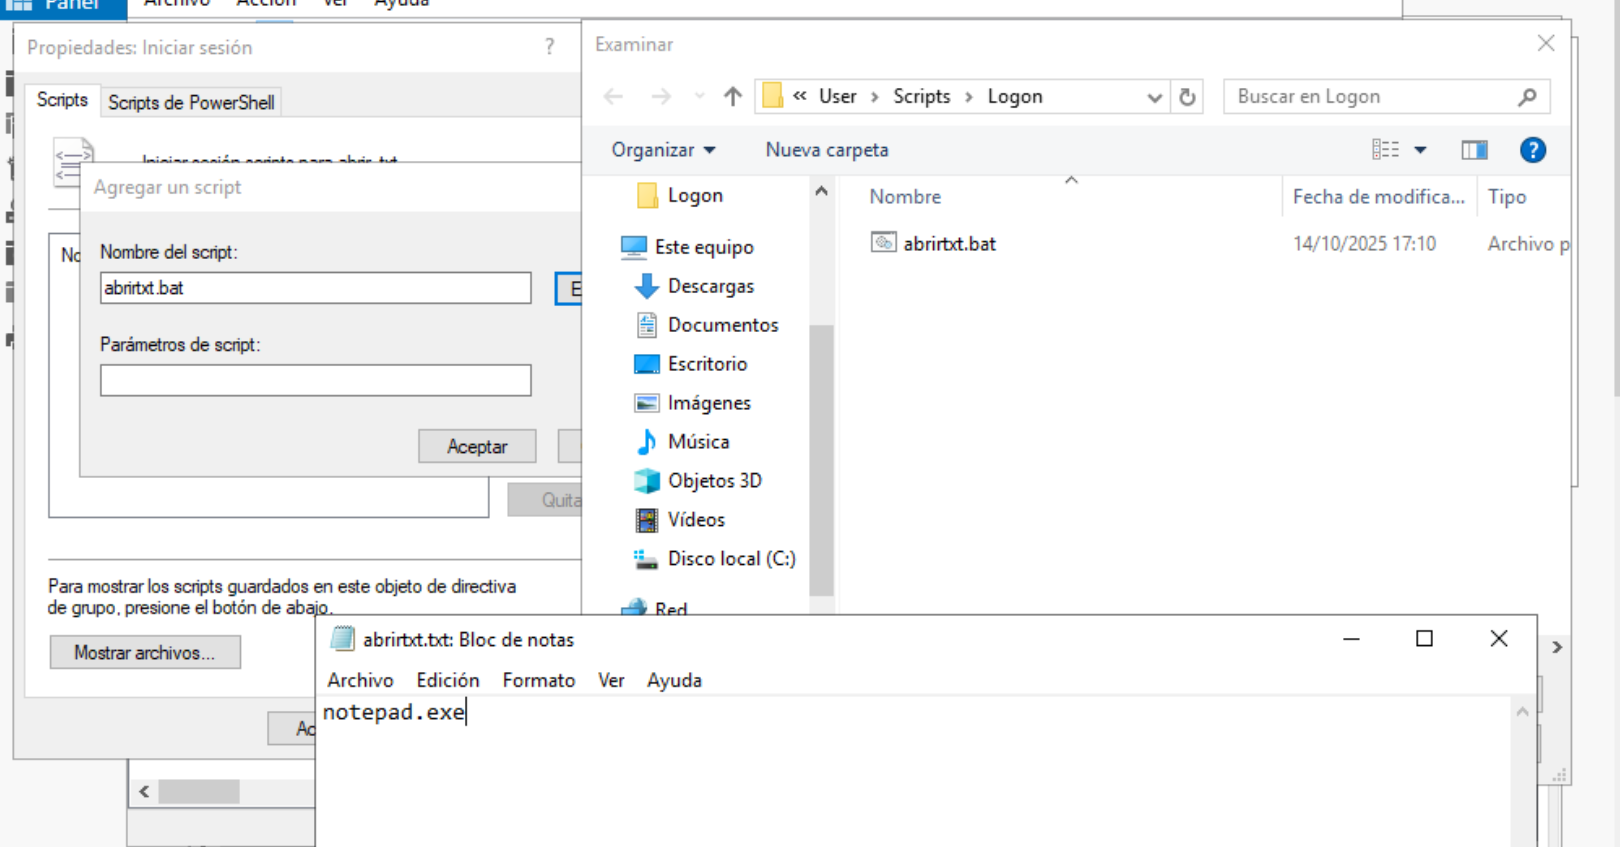 Panel
Archivo Acción Ver Ayuda
Propiedades: Iniciar sesión ?
Scripts Scripts de PowerShell
Iniciar sesión scripts para abrir_txt
Agregar un script
No
Nombre del script:
abrirtxt.bat
E
Parámetros de script:
Aceptar
Quita
Para mostrar los scripts guardados en este objeto de directiva
de grupo, presione el botón de abajo.
Mostrar archivos...
Ac
Examinar
« User › Scripts › Logon
Buscar en Logon
Organizar Nueva carpeta
?
Logon
Este equipo
Descargas
Documentos
Escritorio
Imágenes
Música
Objetos 3D
Vídeos
Disco local (C:)
Red
Nombre Fecha de modifica... Tipo
abrirtxt.bat 14/10/2025 17:10 Archivo p
abrirtxt.txt: Bloc de notas
Archivo Edición Formato Ver Ayuda
notepad.exe